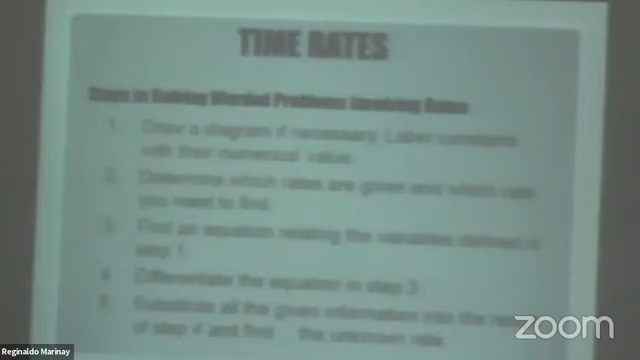 TIME RATES
Steps in Solving Worded Problems Involving Rates
1. Draw a diagram if necessary. Label constants
with their numerical value.
2. Determine which rates are given and which rate
you need to find.
3. Find an equation relating the variables defined in
step 1.
4. Differentiate the equation in step 3.
5. Substitute all the given information into the
of step 4 and find the unknown rate.
zoom
Reginaldo Marinay